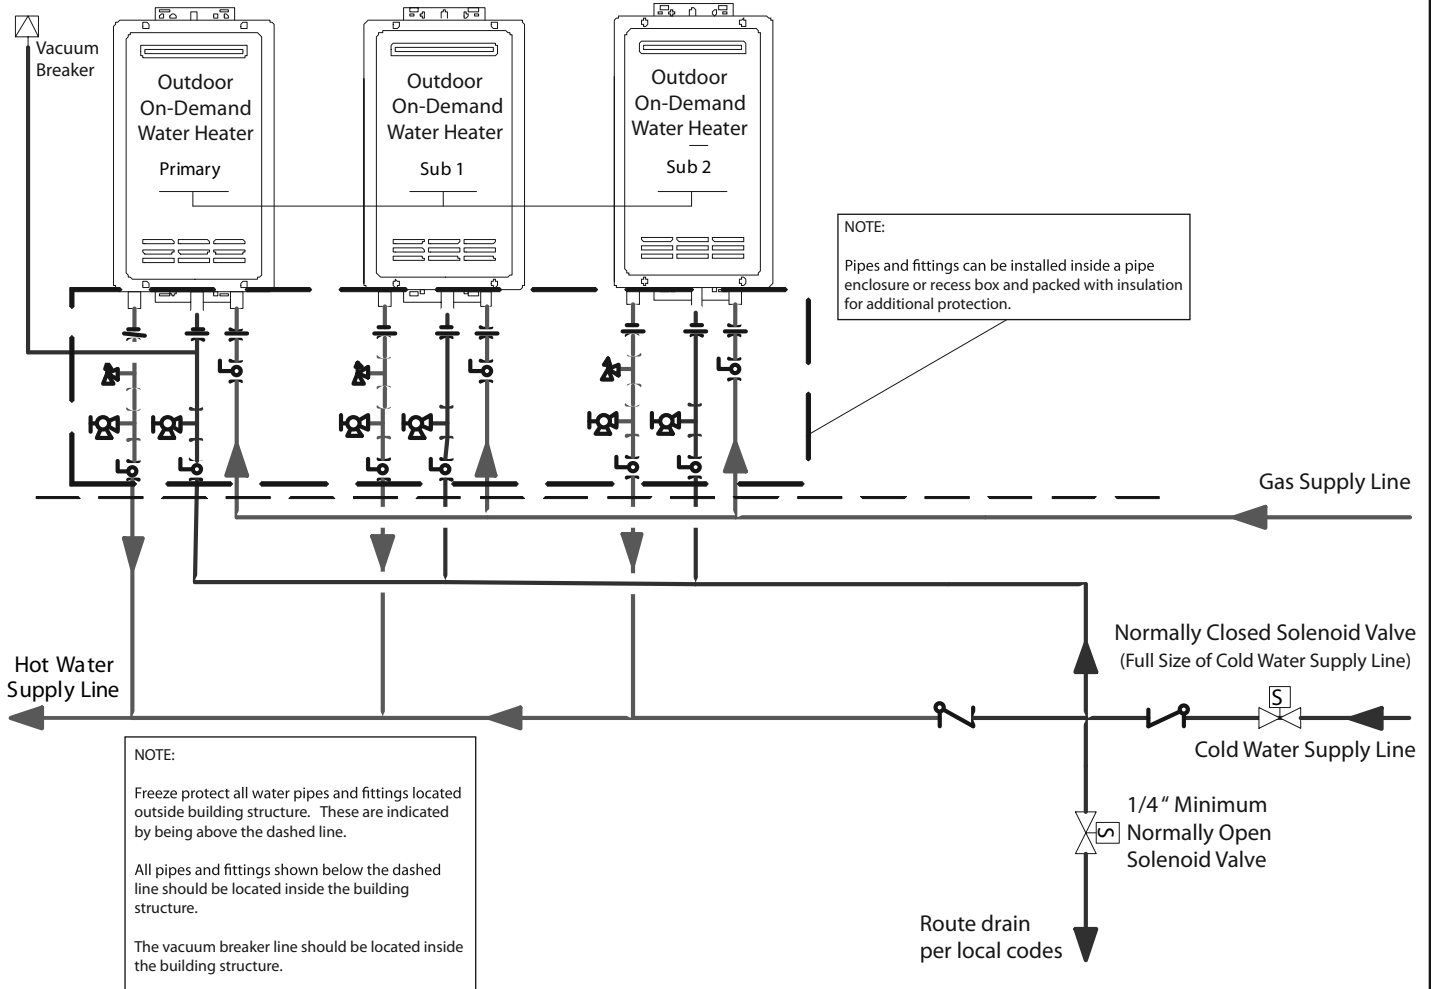 Vacuum
Breaker
Outdoor
On-Demand
Water Heater
Primary
Outdoor
On-Demand
Water Heater
Sub 1
Outdoor
On-Demand
Water Heater
Sub 2
NOTE:
Pipes and fittings can be installed inside a pipe
enclosure or recess box and packed with insulation
for additional protection.
Gas Supply Line
Normally Closed Solenoid Valve
(Full Size of Cold Water Supply Line)
S
Cold Water Supply Line
Hot Water
Supply Line
NOTE:
Freeze protect all water pipes and fittings located
outside building structure. These are indicated
by being above the dashed line.
All pipes and fittings shown below the dashed
line should be located inside the building
structure.
The vacuum breaker line should be located inside
the building structure.
1/4“ Minimum
Normally Open
Solenoid Valve
S
Route drain
per local codes